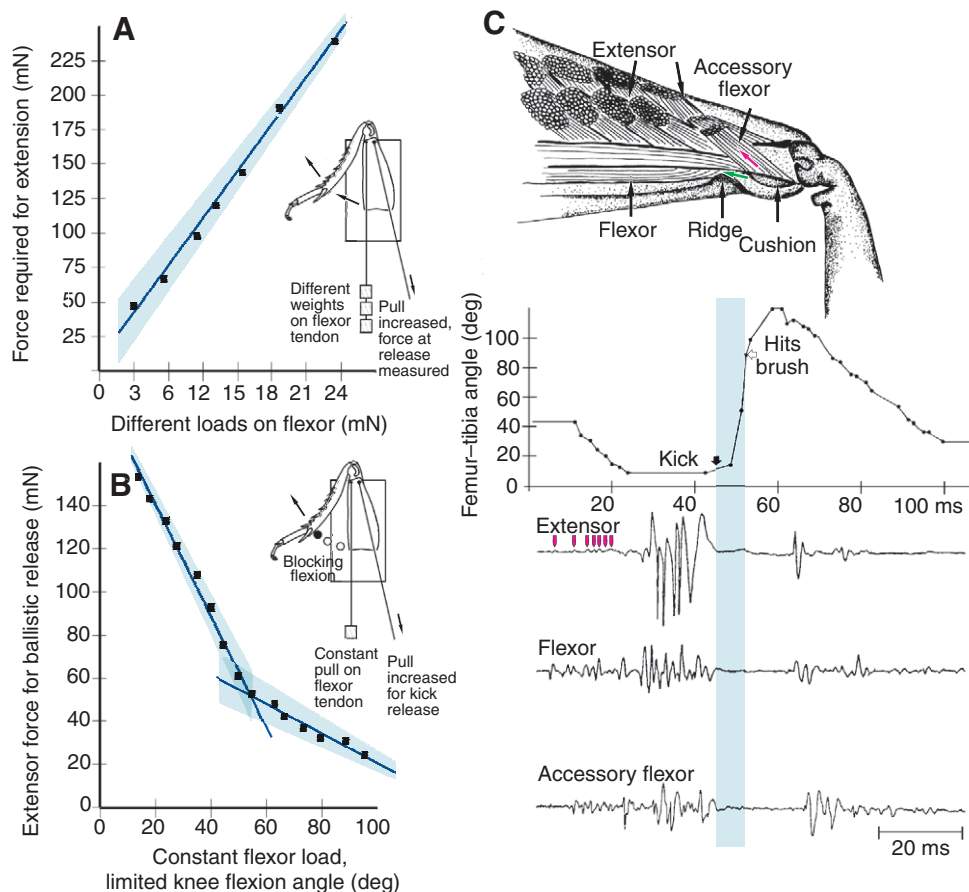 A
Force required for extension (mN)
225
200
175
150
125
100
75
50
25
0
3
6
12
15
18
24
Different loads on flexor (mN)
Different
weights
on flexor
tendon
Pull
increased,
force at
release
measured
B
Extensor force for ballistic release (mN)
140
120
100
80
60
40
20
0
0
20
40
60
80
100
Constant flexor load,
limited knee flexion angle (deg)
Blocking
flexion
Constant
pull on
flexor
tendon
Pull
increased
for kick
release
C
Extensor
Accessory
flexor
Flexor
Ridge
Cushion
Femur–tibia angle (deg)
100
80
60
40
20
0
20
40
60
80
100 ms
Kick
Hits
brush
Extensor
Flexor
Accessory flexor
20 ms